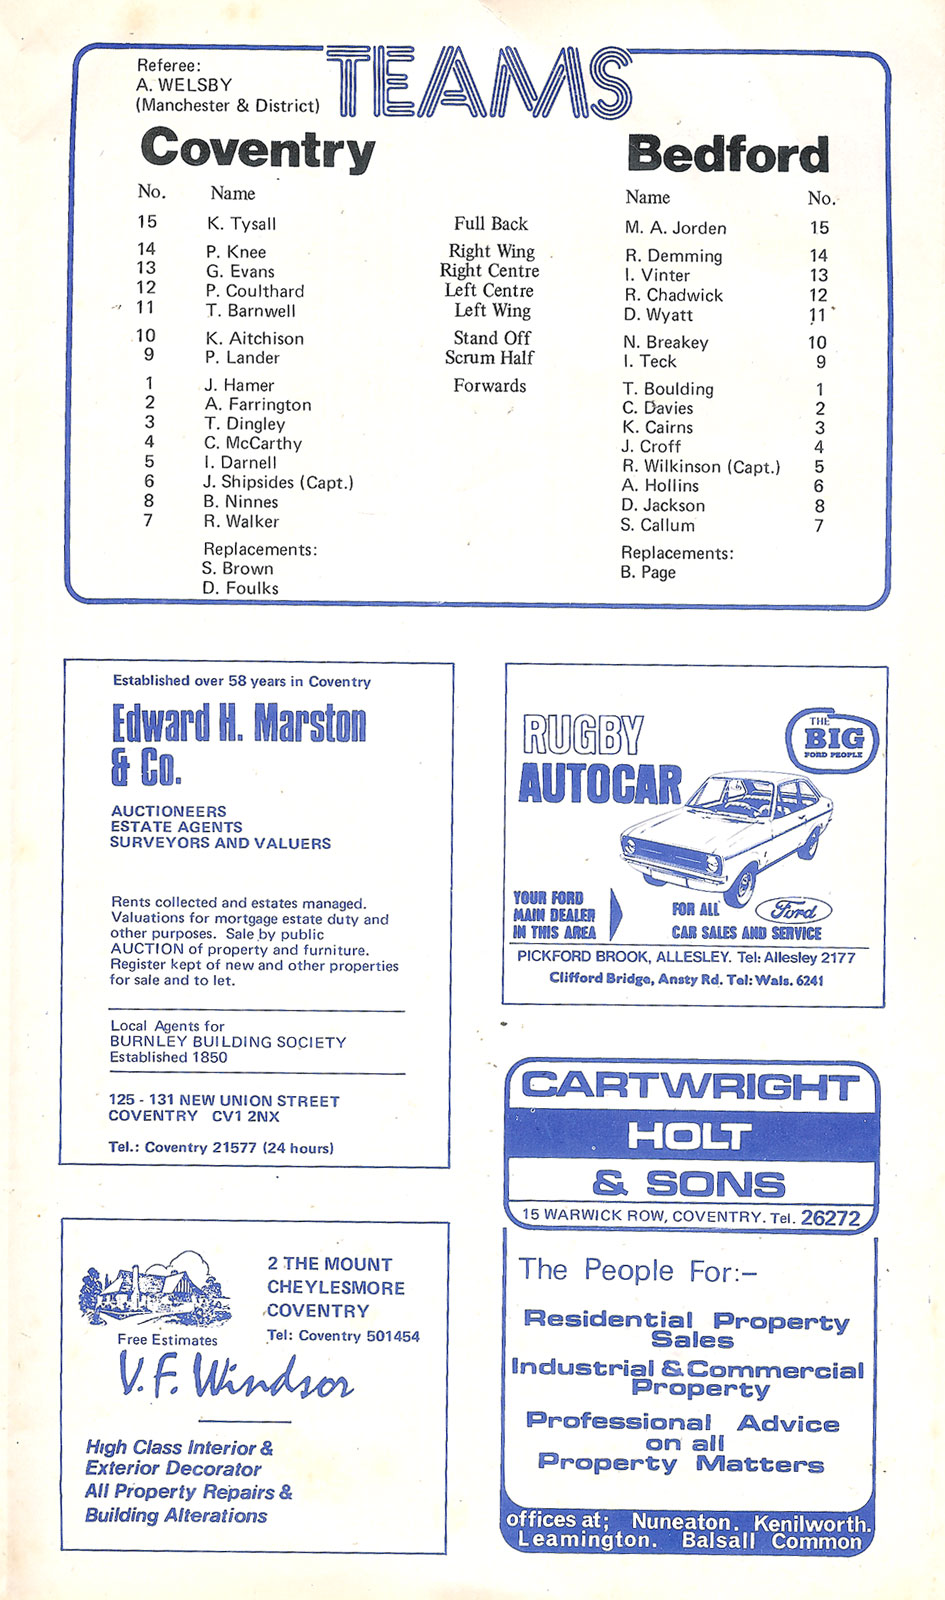 Referee:
A. WELSBY
(Manchester & District)
TEAMS
Coventry Bedford
No. Name Name No.
15 K. Tysall Full Back M. A. Jorden 15
14 P. Knee Right Wing R. Demming 14
13 G. Evans Right Centre I. Vinter 13
12 P. Coulthard Left Centre R. Chadwick 12
11 T. Barnwell Left Wing D. Wyatt 11
10 K. Aitchison Stand Off N. Breakey 10
9 P. Lander Scrum Half I. Teck 9
1 J. Hamer Forwards T. Boulding 1
2 A. Farrington C. Davies 2
3 T. Dingley K. Cairns 3
4 C. McCarthy J. Croff 4
5 I. Darnell R. Wilkinson (Capt.) 5
6 J. Shipsides (Capt.) A. Hollins 6
8 B. Ninnes D. Jackson 8
7 R. Walker S. Callum 7
Replacements: Replacements:
S. Brown B. Page
D. Foulks
Established over 58 years in Coventry
Edward H. Marston
& Co.
AUCTIONEERS
ESTATE AGENTS
SURVEYORS AND VALUERS
Rents collected and estates managed.
Valuations for mortgage estate duty and
other purposes. Sale by public
AUCTION of property and furniture.
Register kept of new and other properties
for sale and to let.
Local Agents for
BURNLEY BUILDING SOCIETY
Established 1850
125 - 131 NEW UNION STREET
COVENTRY CV1 2NX
Tel.: Coventry 21577 (24 hours)
RUGBY
AUTOCAR
THE
BIG
FORD PEOPLE
YOUR FORD
MAIN DEALER
IN THIS AREA
FOR ALL Ford
CAR SALES AND SERVICE
PICKFORD BROOK, ALLESLEY. Tel: Allesley 2177
Clifford Bridge, Ansty Rd. Tel: Wals. 6241
CARTWRIGHT
HOLT
& SONS
15 WARWICK ROW, COVENTRY. Tel. 26272
The People For:-
Residential Property
Sales
Industrial & Commercial
Property
Professional Advice
on all
Property Matters
offices at; Nuneaton. Kenilworth.
Leamington. Balsall Common
2 THE MOUNT
CHEYLESMORE
COVENTRY
Tel: Coventry 501454
Free Estimates
V. F. Windsor
High Class Interior &
Exterior Decorator
All Property Repairs &
Building Alterations